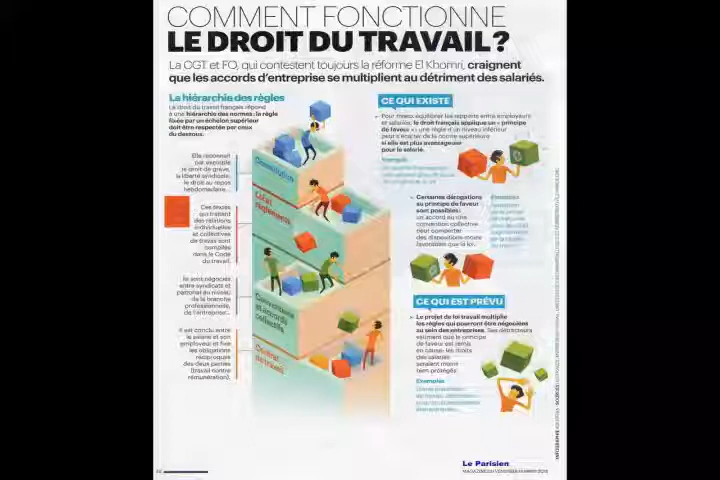 COMMENT FONCTIONNE
LE DROIT DU TRAVAIL ?
La CGT et FO, qui contestent toujours la réforme El Khomri, craignent
que les accords d'entreprise se multiplient au détriment des salariés.
La hiérarchie des règles
Le droit du travail français répond
à une hiérarchie des normes : la règle
fixée par un échelon supérieur
doit être respectée par ceux
du dessous.
Elle reconnaît
par exemple
le droit de grève,
la liberté syndicale,
le droit au repos
hebdomadaire...
Ces textes
qui traitent
des relations
individuelles
et collectives
de travail sont
compilés
dans le Code
du travail.
Ils sont négociés
entre syndicats et
patronat au niveau
de la branche
professionnelle,
de l'entreprise...
Il est conclu entre
le salarié et son
employeur et fixe
les obligations
réciproques
des deux parties
(travail contre
rémunération).
Constitution
Loi et
règlements
Conventions
et accords
collectifs
Contrat
de travail
CE QUI EXISTE
Pour mieux équilibrer les rapports entre employeurs
et salariés, le droit français applique un « principe
de faveur » : une règle d'un niveau inférieur
peut s'écarter de la norme supérieure
si elle est plus avantageuse
pour le salarié.
Certaines dérogations
au principe de faveur
sont possibles :
un accord ou une
convention collective
peut comporter
des dispositions moins
favorables que la loi.
CE QUI EST PRÉVU
Le projet de loi travail multiplie
les règles qui pourront être négociées
au sein des entreprises. Ses détracteurs
estiment que le principe
de faveur est remis
en cause : les droits
des salariés
seraient moins
bien protégés.
Exemples
Le Parisien